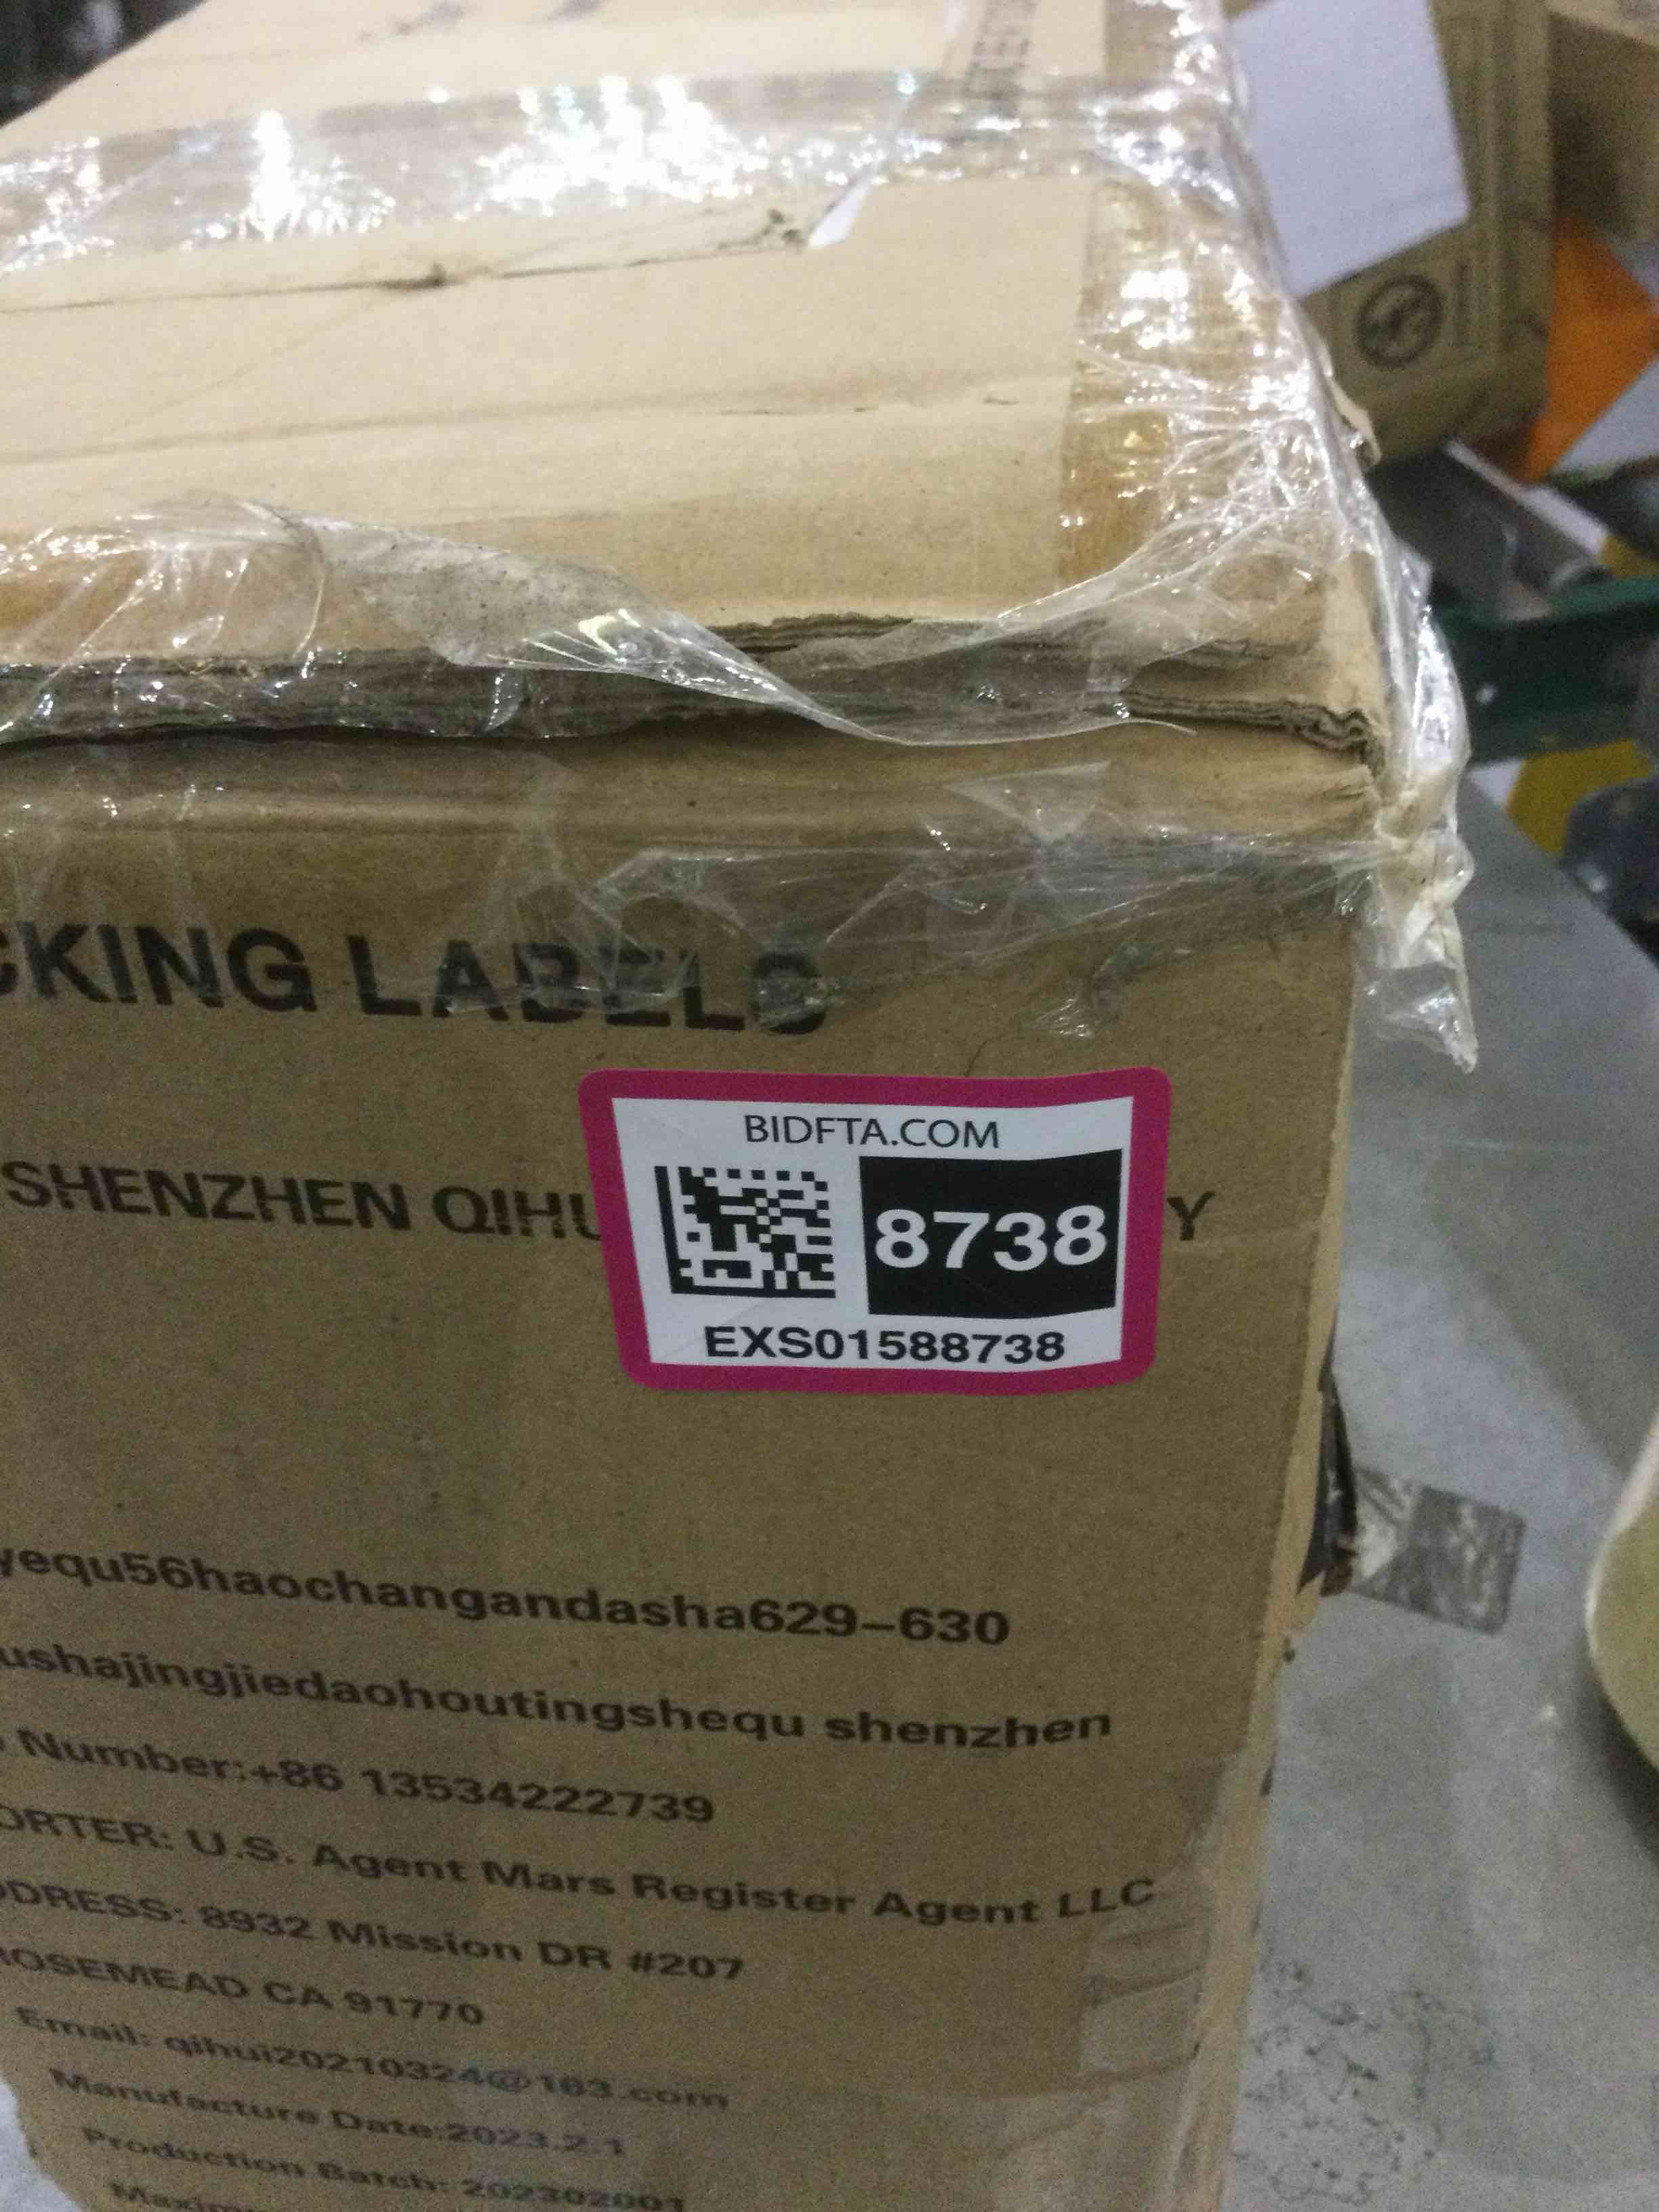 CKING LABELS
SHENZHEN QIHU Y
BIDFTA.COM
8738
EXS01588738
yequ56haochangandasha629-630
ushajingjiedaohoutingshequ shenzhen
Number:+86 13534222739
ORTER: U.S. Agent Mars Register Agent LLC
DDRESS: 8932 Mission DR #207
ROSEMEAD CA 91770
Email: qihui20210324@163.com
Manufacture Date:2023.2.1
Production Batch: 202302001